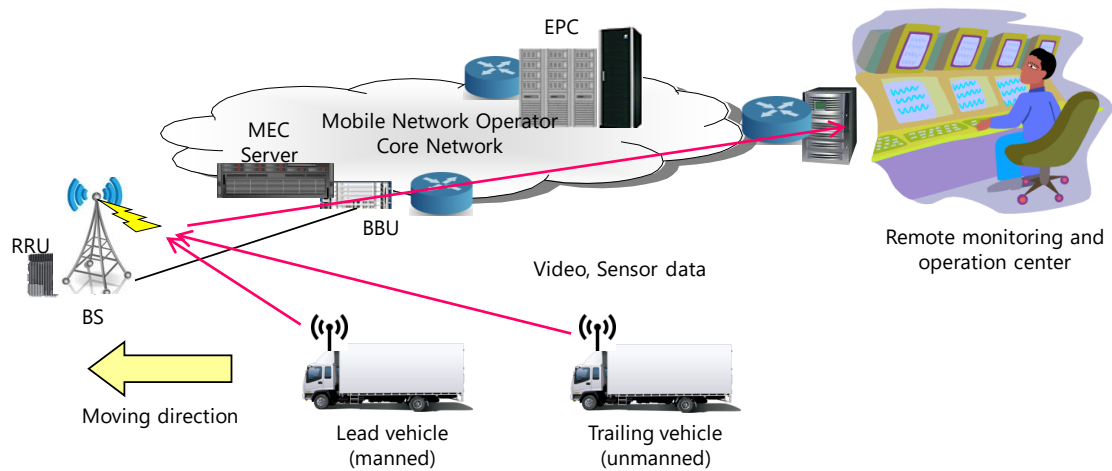 EPC
Mobile Network Operator
Core Network
MEC
Server
BBU
RRU
BS
Remote monitoring and
operation center
Video, Sensor data
Moving direction
Lead vehicle
(manned)
Trailing vehicle
(unmanned)